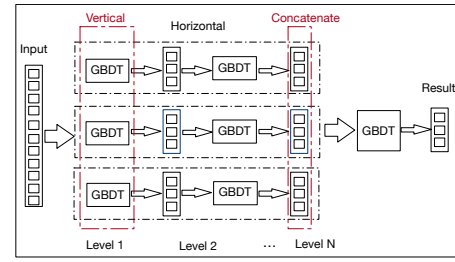 Vertical
Horizontal
Concatenate
Input
Result
GBDT
GBDT
GBDT
GBDT
GBDT
GBDT
GBDT
Level 1
Level 2
...
Level N